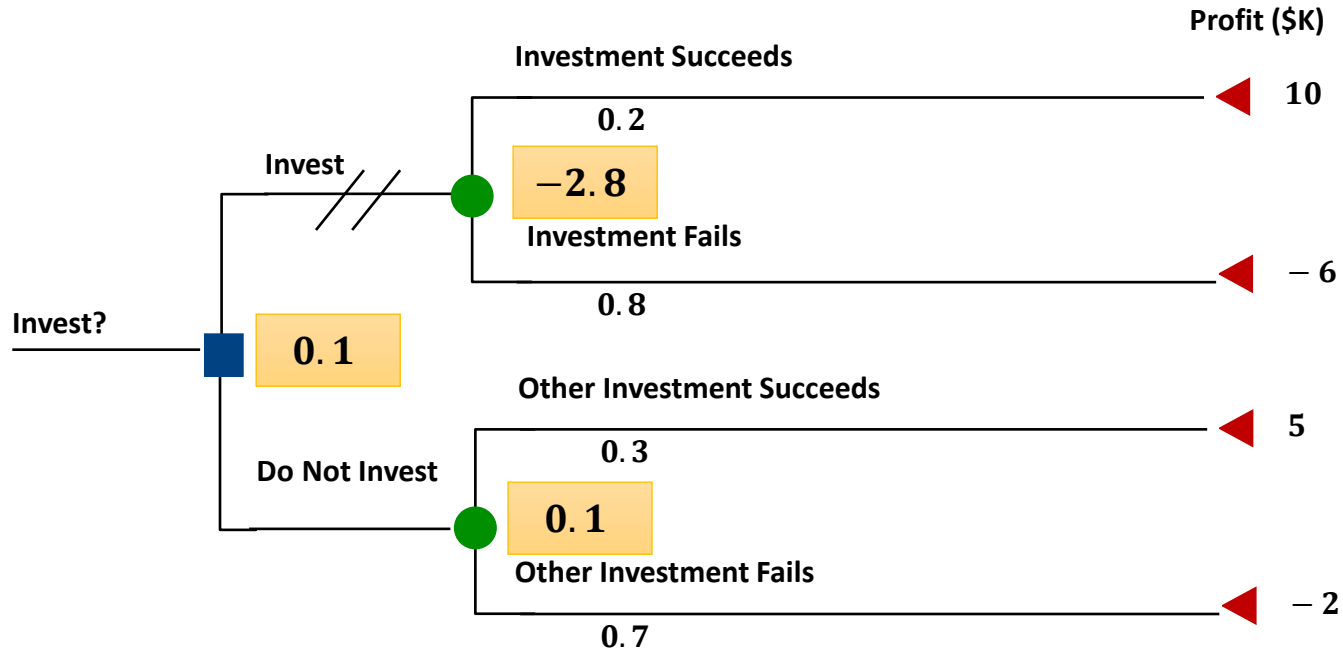 Profit ($K)
Investment Succeeds
10
0.2
Invest
−2.8
Investment Fails
− 6
0.8
Invest?
0.1
Other Investment Succeeds
5
0.3
Do Not Invest
0.1
Other Investment Fails
− 2
0.7